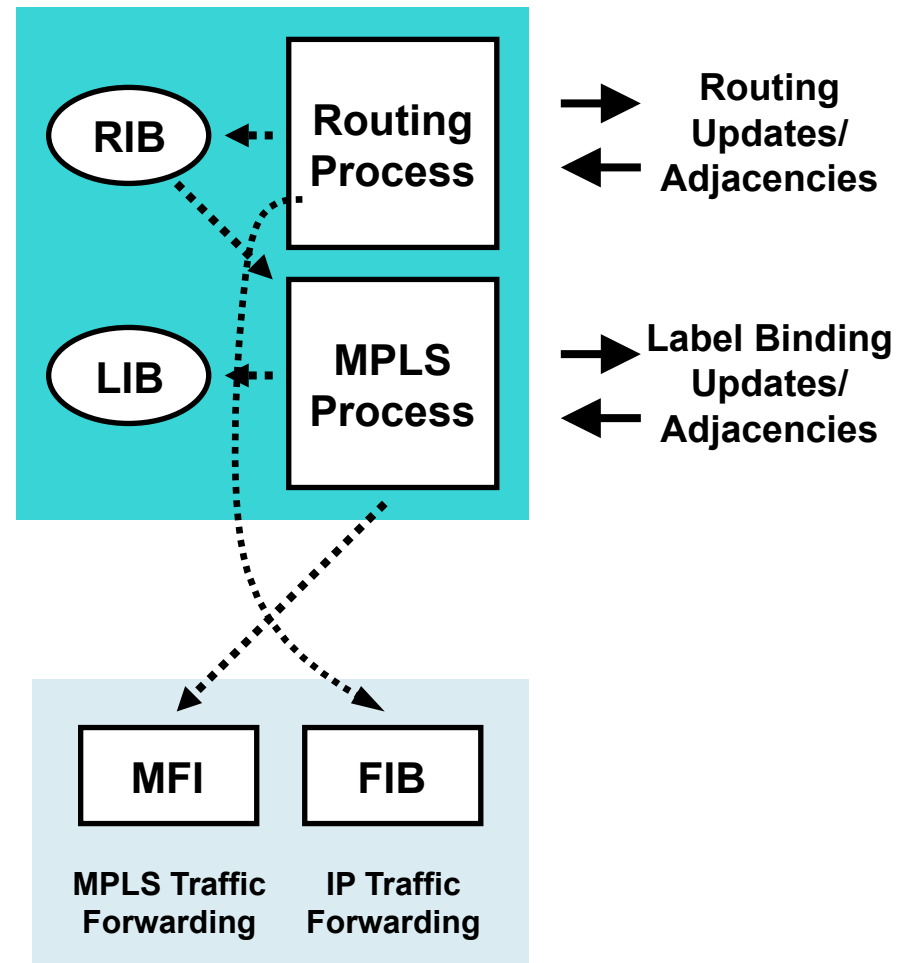 RIB
Routing
Process
Routing
Updates/
Adjacencies
LIB
MPLS
Process
Label Binding
Updates/
Adjacencies
MFI
FIB
MPLS Traffic
Forwarding
IP Traffic
Forwarding